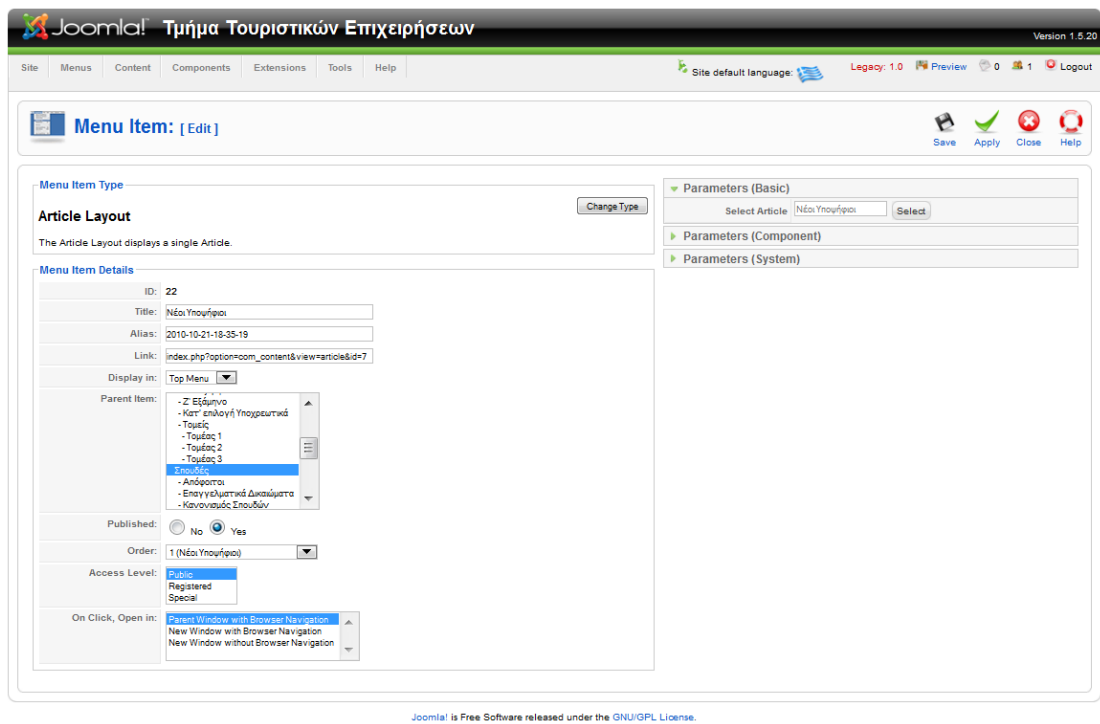 Joomla! Τμήμα Τουριστικών Επιχειρήσεων
Version 1.5.20
Site Menus Content Components Extensions Tools Help Site default language: Legacy: 1.0 Preview 0 1 Logout
Menu Item: [ Edit ]
Save Apply Close Help
Menu Item Type
Article Layout
Change Type
The Article Layout displays a single Article.
Menu Item Details
ID: 22
Title: Νέοι Υποψήφιοι
Alias: 2010-10-21-18-35-19
Link: index.php?option=com_content&view=article&id=7
Display in: Top Menu
Parent Item:
- Ζ' Εξάμηνο
- Κατ' επιλογή Υποχρεωτικά
- Τομείς
- Τομέας 1
- Τομέας 2
- Τομέας 3
Σπουδές
- Απόφοιτοι
- Επαγγελματικά Δικαιώματα
- Κανονισμός Σπουδών
Published: No Yes
Order: 1 (Νέοι Υποψήφιοι)
Access Level: Public
Registered
Special
On Click, Open in: Parent Window with Browser Navigation
New Window with Browser Navigation
New Window without Browser Navigation
Parameters (Basic)
Select Article Νέοι Υποψήφιοι Select
Parameters (Component)
Parameters (System)
Joomla! is Free Software released under the GNU/GPL License.